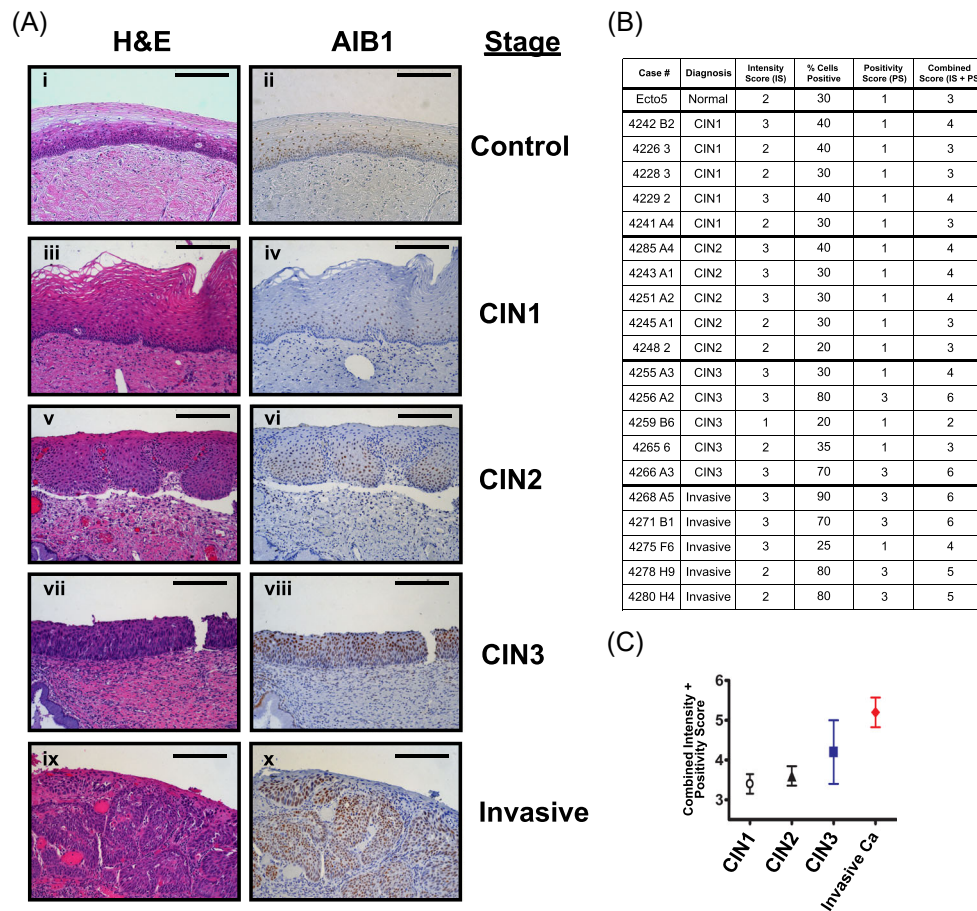 (A)
H&E AIB1 Stage
i ii
Control
iii iv
CIN1
v vi
CIN2
vii viii
CIN3
ix x
Invasive
(B)
Case # Diagnosis Intensity Score (IS) % Cells Positive Positivity Score (PS) Combined Score (IS + PS
Ecto5 Normal 2 30 1 3
4242 B2 CIN1 3 40 1 4
4226 3 CIN1 2 40 1 3
4228 3 CIN1 2 30 1 3
4229 2 CIN1 3 40 1 4
4241 A4 CIN1 2 30 1 3
4285 A4 CIN2 3 40 1 4
4243 A1 CIN2 3 30 1 4
4251 A2 CIN2 3 30 1 4
4245 A1 CIN2 2 30 1 3
4248 2 CIN2 2 20 1 3
4255 A3 CIN3 3 30 1 4
4256 A2 CIN3 3 80 3 6
4259 B6 CIN3 1 20 1 2
4265 6 CIN3 2 35 1 3
4266 A3 CIN3 3 70 3 6
4268 A5 Invasive 3 90 3 6
4271 B1 Invasive 3 70 3 6
4275 F6 Invasive 3 25 1 4
4278 H9 Invasive 2 80 3 5
4280 H4 Invasive 2 80 3 5
(C)
Combined Intensity +
Positivity Score
6
5
4
3
CIN1 CIN2 CIN3 Invasive Ca